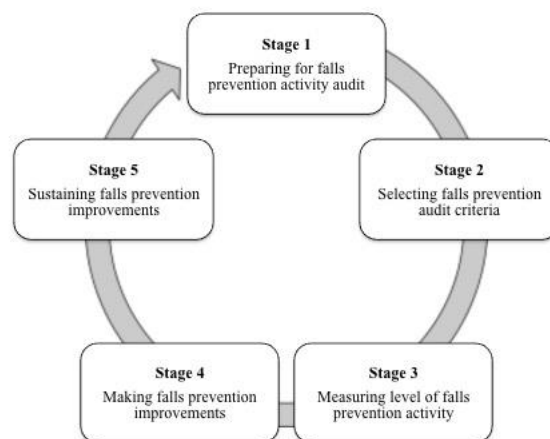 Stage 1
Preparing for falls
prevention activity audit
Stage 2
Selecting falls prevention
audit criteria
Stage 3
Measuring level of falls
prevention activity
Stage 4
Making falls prevention
improvements
Stage 5
Sustaining falls prevention
improvements